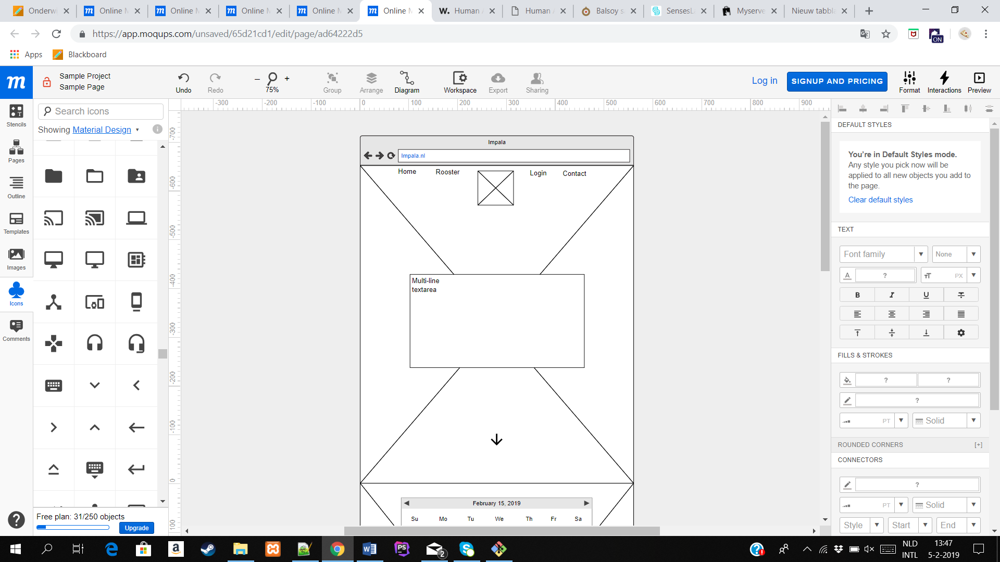 Onderwi
Online M
Online M
Online M
Online M
Online M
Human A
Human A
Balsoy s
SensesL
Myserve
Nieuw tabbla
https://app.moqups.com/unsaved/65d21cd1/edit/page/ad64222d5
ON
Apps
Blackboard
Sample Project
Sample Page
Undo
Redo
75%
Group
Arrange
Diagram
Workspace
Export
Sharing
Log in
SIGNUP AND PRICING
Format
Interactions
Preview
Stencils
Pages
Outline
Templates
Images
Icons
Comments
Search icons
Showing Material Design
-300 -200 -100 0 100 200 300 400 500 600 700 800 900
-700
-600
-500
-400
-300
-200
-100
0
100
Impala
Impala.nl
Home
Rooster
Login
Contact
Multi-line
textarea
February 15, 2019
Su Mo Tu We Th Fr Sa
DEFAULT STYLES
You’re in Default Styles mode.
Any style you pick now will be
applied to all new objects you add to
the page.
Clear default styles
TEXT
Font family
None
A ?
TT PX
B I U
FILLS & STROKES
? ?
?
PT
Solid
ROUNDED CORNERS [+]
CONNECTORS
?
PT
Solid
Style
Start
End
Free plan: 31/250 objects
Upgrade
2
NLD
INTL
13:47
5-2-2019